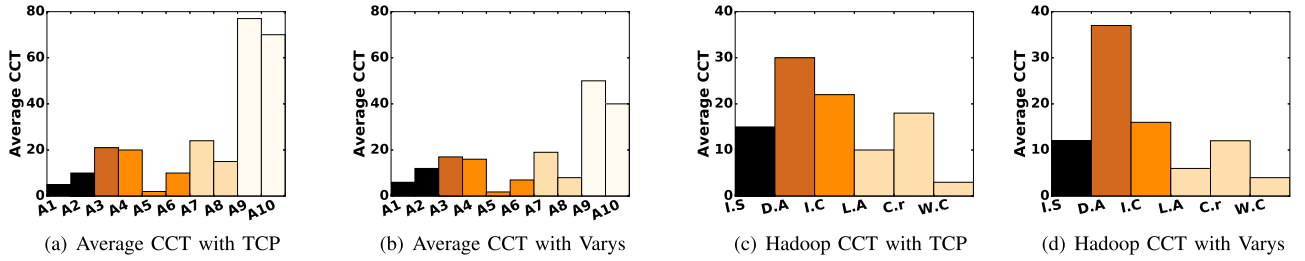 80
60
40
20
0
Average CCT
A1 A2 A3 A4 A5 A6 A7 A8 A9 A10
(a) Average CCT with TCP
80
60
40
20
0
Average CCT
A1 A2 A3 A4 A5 A6 A7 A8 A9 A10
(b) Average CCT with Varys
40
30
20
10
0
Average CCT
I.S D.A I.C L.A C.r W.C
(c) Hadoop CCT with TCP
40
30
20
10
0
Average CCT
I.S D.A I.C L.A C.r W.C
(d) Hadoop CCT with Varys